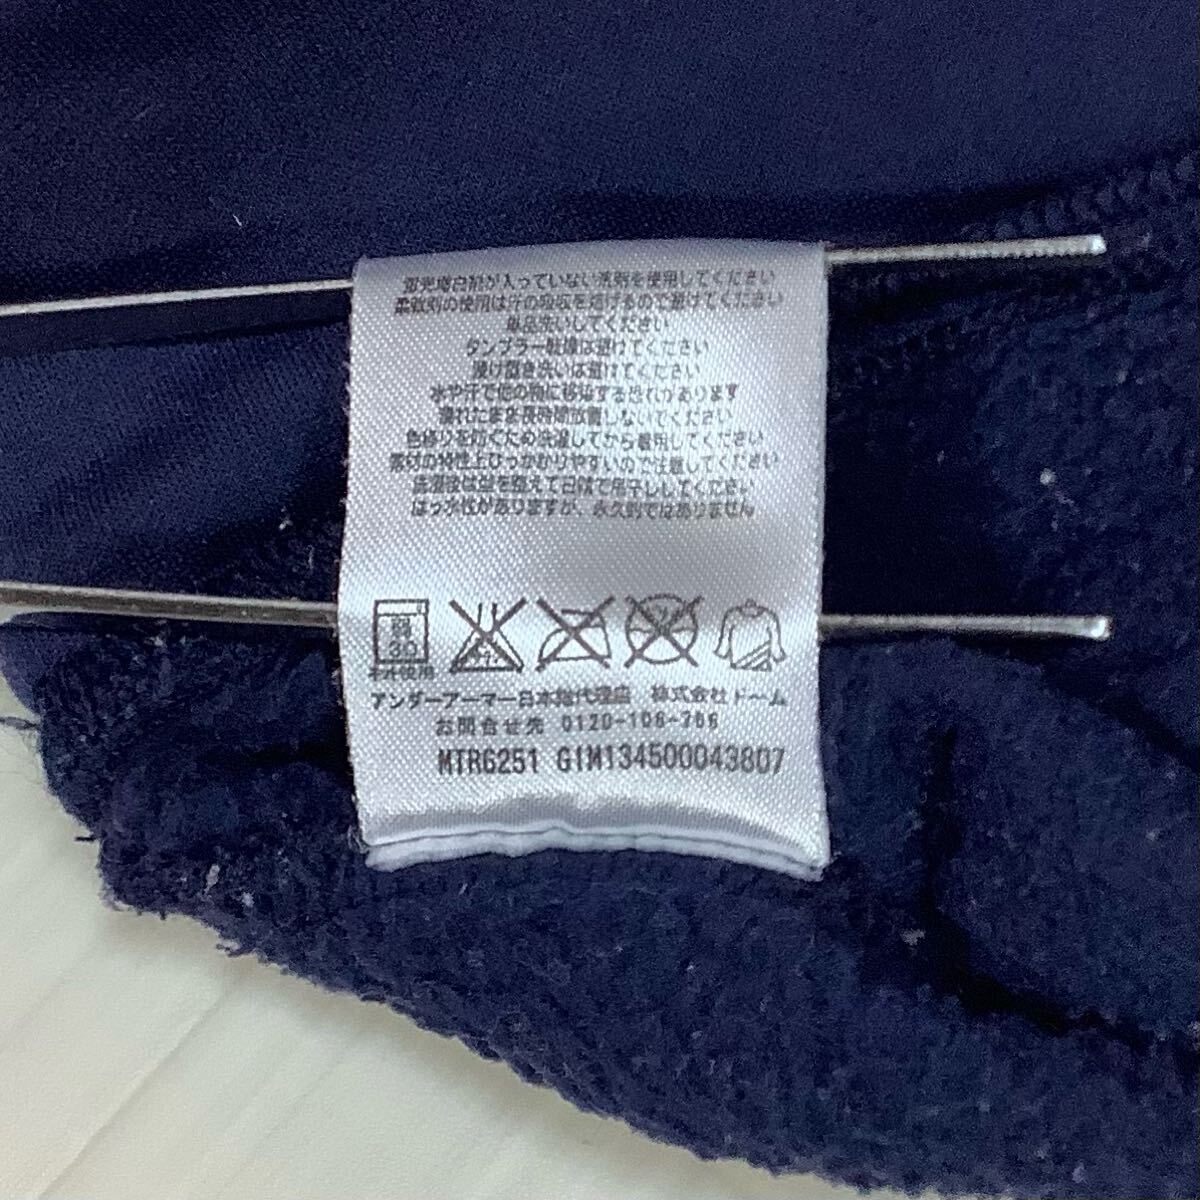 蛍光増白剤が入っていない洗剤を使用してください
柔軟剤の使用は汗の吸収を妨げるので避けてください
単品洗いしてください
タンブラー乾燥は避けてください
浸け置き洗いは避けてください
水や汗で他の物に移染する恐れがあります
濡れたまま長時間放置しないでください
色移りを防ぐため洗濯してから着用してください
素材の特性上ひっかかりやすいので注意してください
洗濯後は型を整えて日陰で吊干ししてください
はっ水性がありますが、永久的ではありません
弱
30
ネット使用
アンダーアーマー日本総代理店 株式会社ドーム
お問合せ先 0120-106-786
MTR6251 GIM134500043807